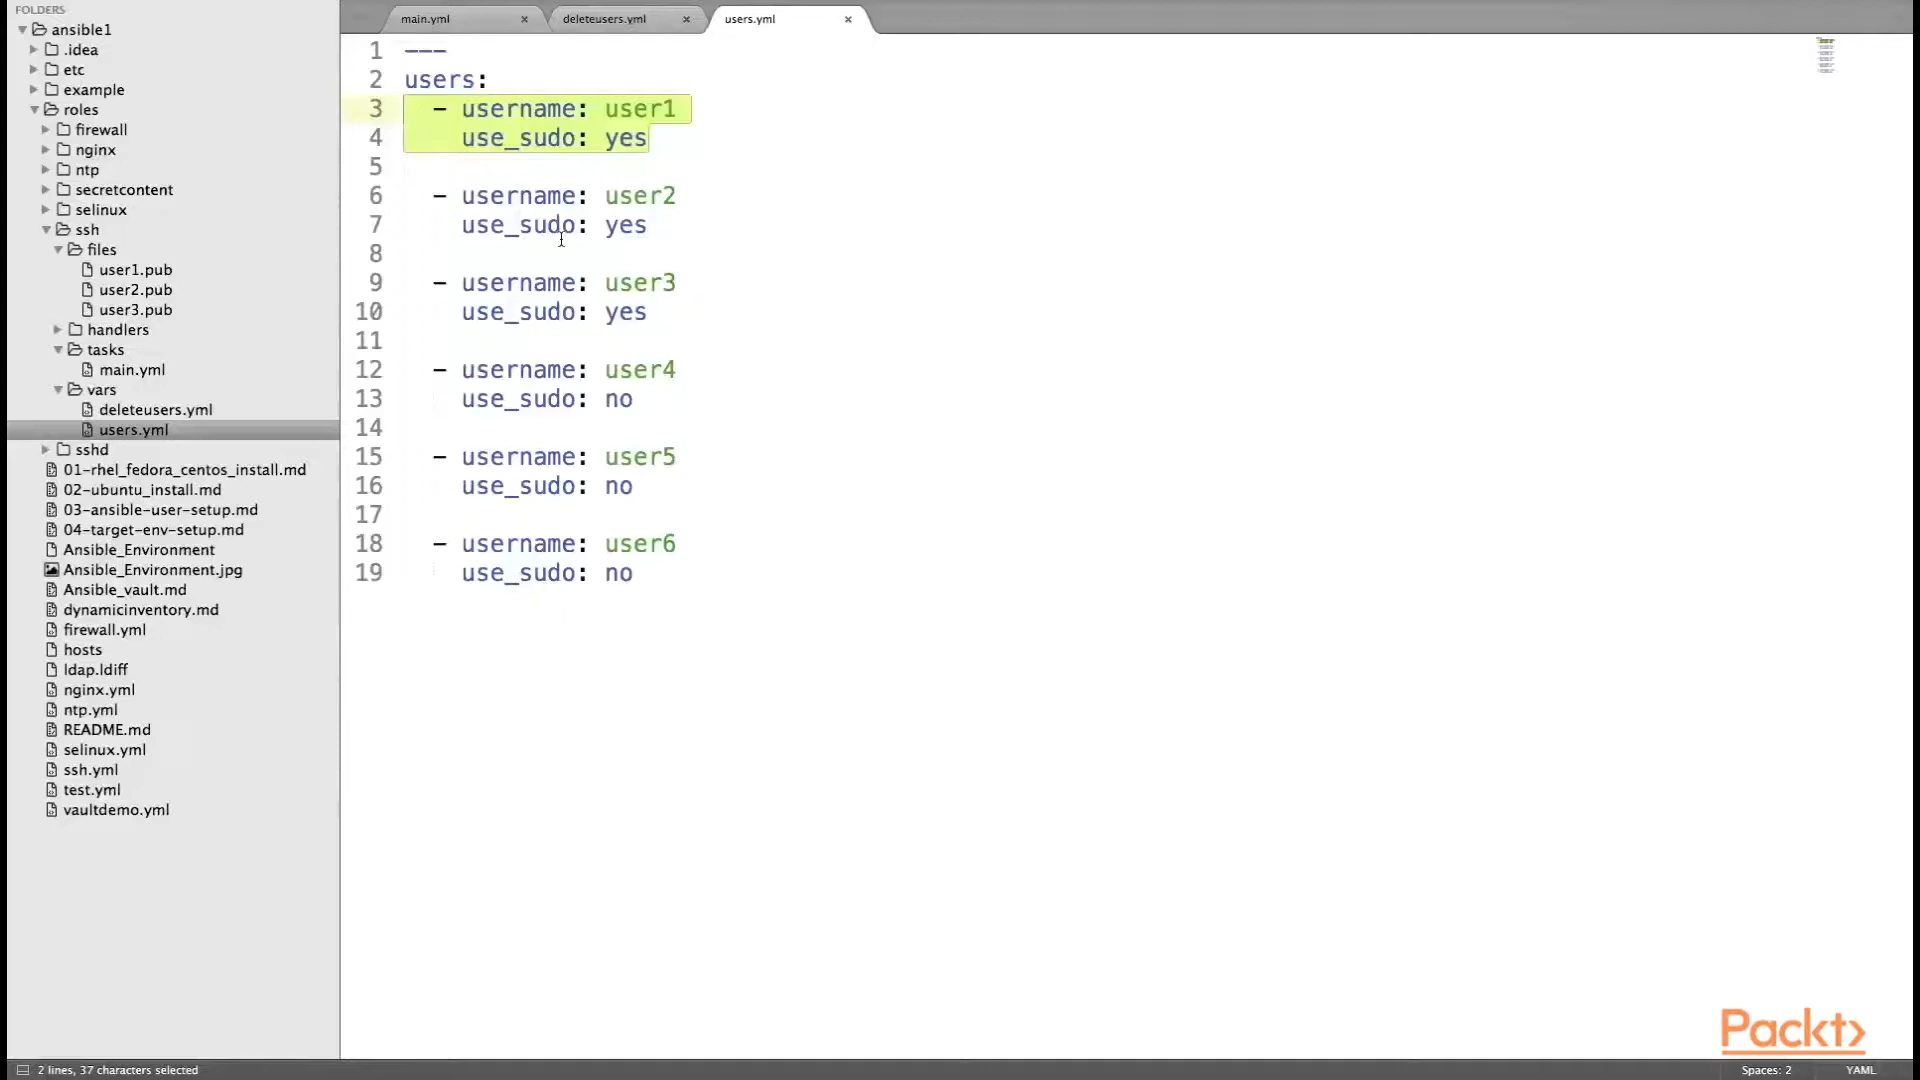 FOLDERS
ansible1
.idea
etc
example
roles
firewall
nginx
ntp
secretcontent
selinux
ssh
files
user1.pub
user2.pub
user3.pub
handlers
tasks
main.yml
vars
deleteusers.yml
users.yml
sshd
01-rhel_fedora_centos_install.md
02-ubuntu_install.md
03-ansible-user-setup.md
04-target-env-setup.md
Ansible_Environment
Ansible_Environment.jpg
Ansible_vault.md
dynamicinventory.md
firewall.yml
hosts
ldap.ldiff
nginx.yml
ntp.yml
README.md
selinux.yml
ssh.yml
test.yml
vaultdemo.yml
main.yml × deleteusers.yml × users.yml ×
1 ---
2 users:
3 - username: user1
4 use_sudo: yes
5
6 - username: user2
7 use_sudo: yes
8
9 - username: user3
10 use_sudo: yes
11
12 - username: user4
13 use_sudo: no
14
15 - username: user5
16 use_sudo: no
17
18 - username: user6
19 use_sudo: no
Packt>
2 lines, 37 characters selected
Spaces: 2 YAML